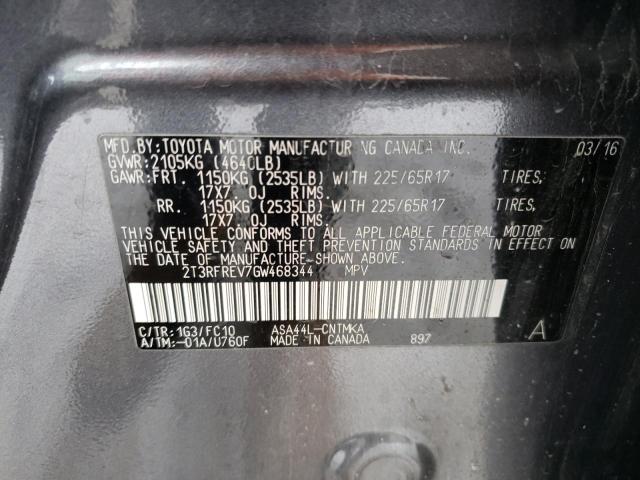 MFD.BY:TOYOTA MOTOR MANUFACTURING CANADA INC. 03/16
GVWR:2105KG (4640LB)
GAWR:FRT. 1150KG (2535LB) WITH 225/65R17 TIRES,
17X7.0J RIMS.
RR. 1150KG (2535LB) WITH 225/65R17 TIRES,
17X7.0J RIMS.
THIS VEHICLE CONFORMS TO ALL APPLICABLE FEDERAL MOTOR
VEHICLE SAFETY AND THEFT PREVENTION STANDARDS IN EFFECT ON
THE DATE OF MANUFACTURE SHOWN ABOVE.
2T3RFREV7GW468344 MPV
C/TR: 1G3/FC10 ASA44L-CNTMKA A
A/TM:-01A/U760F MADE IN CANADA 897